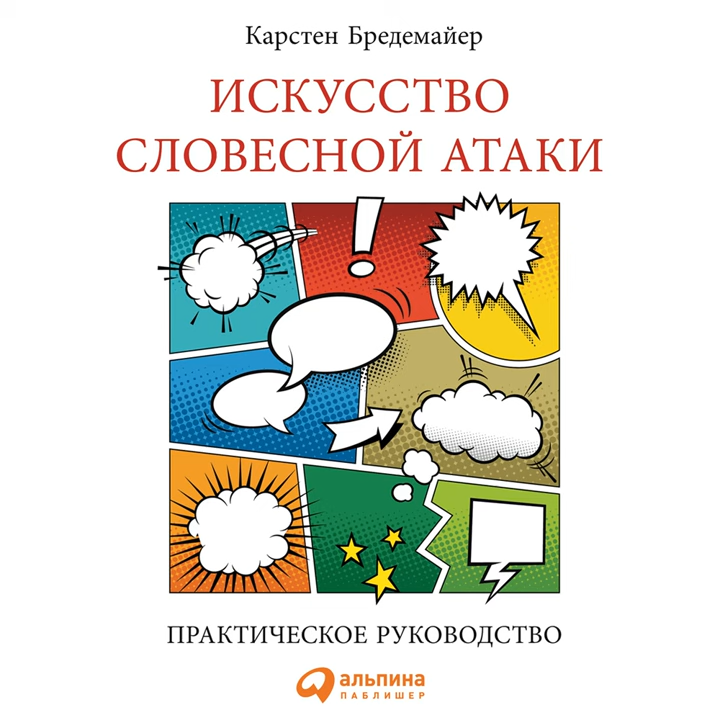 Карстен Бредемайер
ИСКУССТВО
СЛОВЕСНОЙ АТАКИ
!
ПРАКТИЧЕСКОЕ РУКОВОДСТВО
альпина
ПАБЛИШЕР